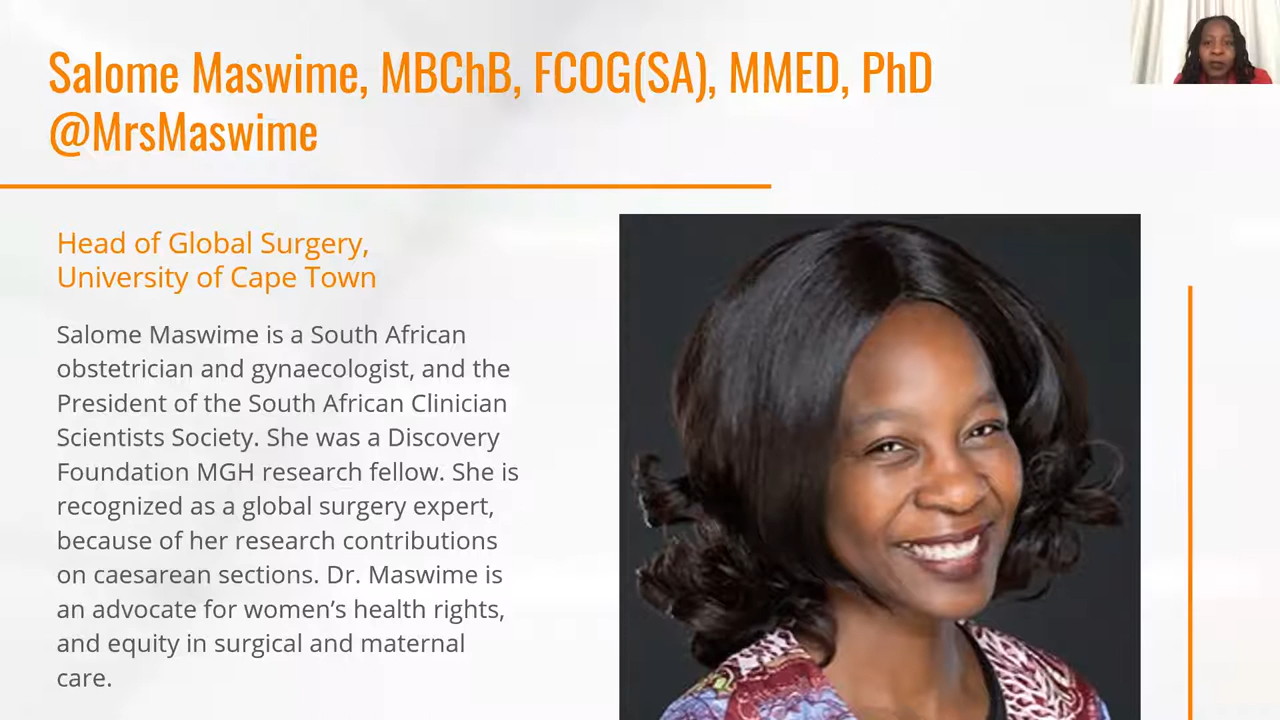 Salome Maswime, MBChB, FCOG(SA), MMED, PhD
@MrsMaswime
Head of Global Surgery,
University of Cape Town
Salome Maswime is a South African
obstetrician and gynaecologist, and the
President of the South African Clinician
Scientists Society. She was a Discovery
Foundation MGH research fellow. She is
recognized as a global surgery expert,
because of her research contributions
on caesarean sections. Dr. Maswime is
an advocate for women’s health rights,
and equity in surgical and maternal
care.